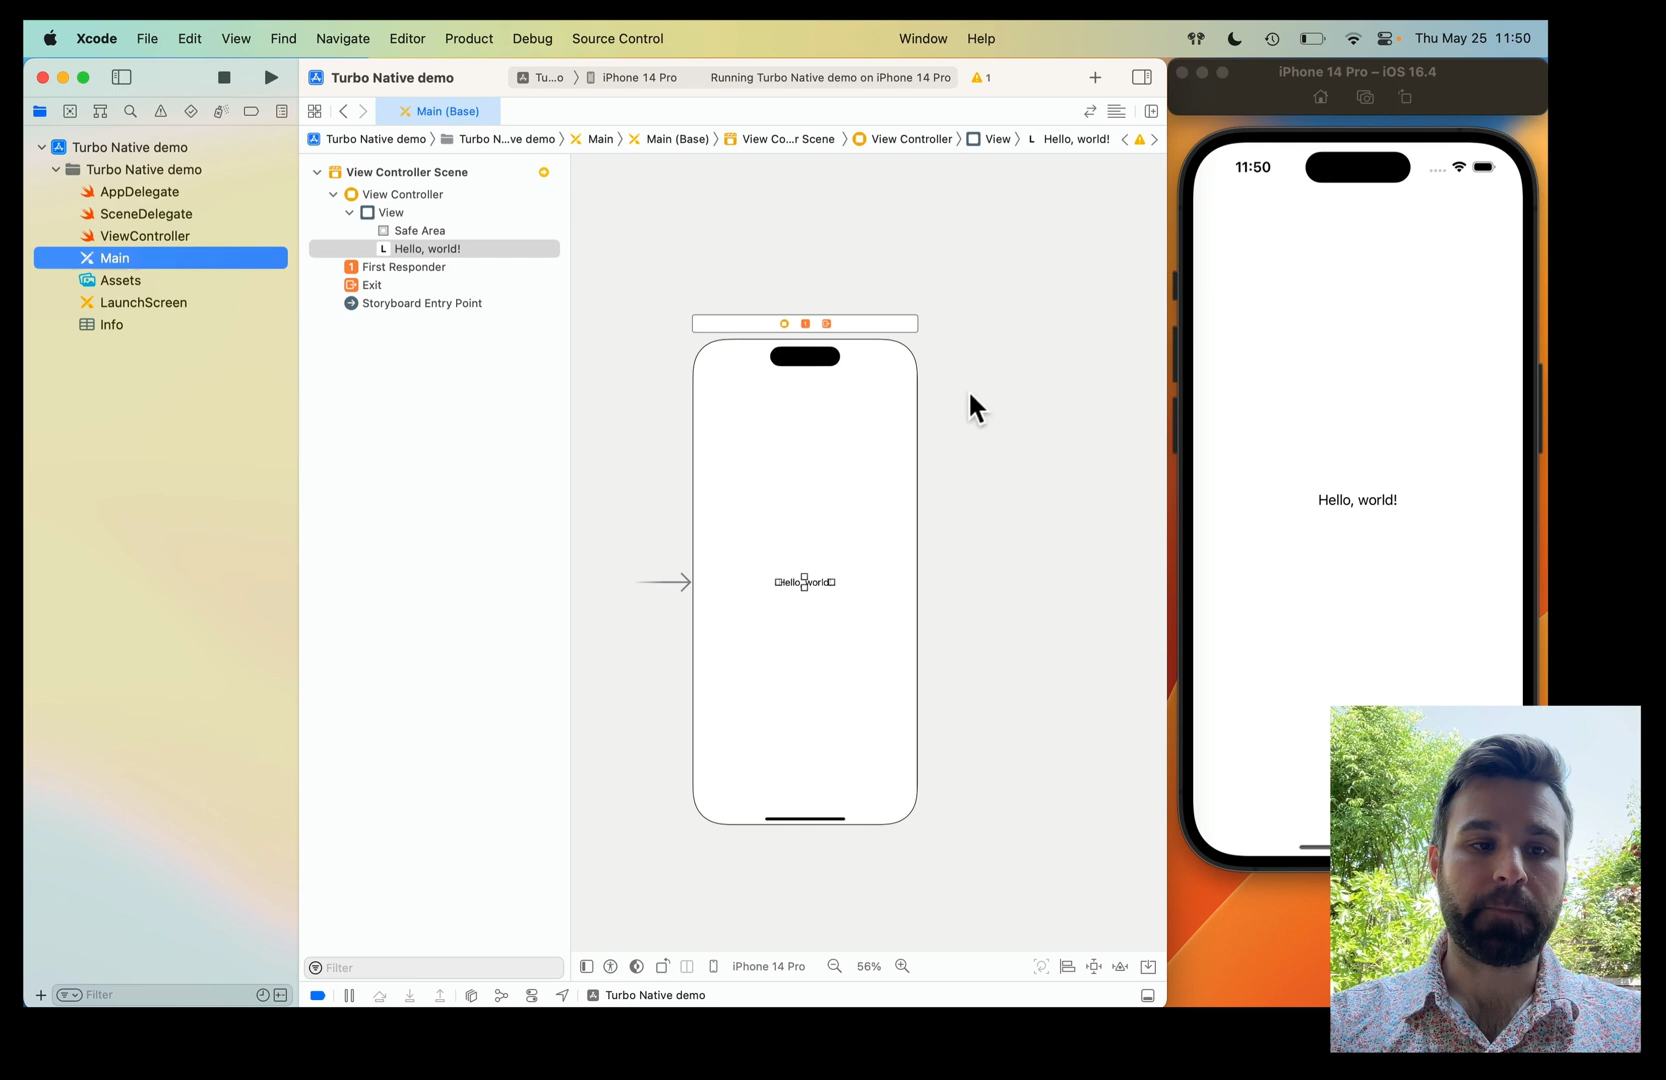 Xcode File Edit View Find Navigate Editor Product Debug Source Control Window Help Thu May 25 11:50
Turbo Native demo
Tu...o 〉 iPhone 14 Pro
Running Turbo Native demo on iPhone 14 Pro
1
iPhone 14 Pro – iOS 16.4
Main (Base)
Turbo Native demo 〉 Turbo N...ve demo 〉 Main 〉 Main (Base) 〉 View Co...r Scene 〉 View Controller 〉 View 〉 L Hello, world!
Turbo Native demo
Turbo Native demo
AppDelegate
SceneDelegate
ViewController
Main
Assets
LaunchScreen
Info
View Controller Scene
View Controller
View
Safe Area
L Hello, world!
1 First Responder
Exit
Storyboard Entry Point
1
Hello, world!
11:50
Hello, world!
Filter
Filter
iPhone 14 Pro
56%
Turbo Native demo